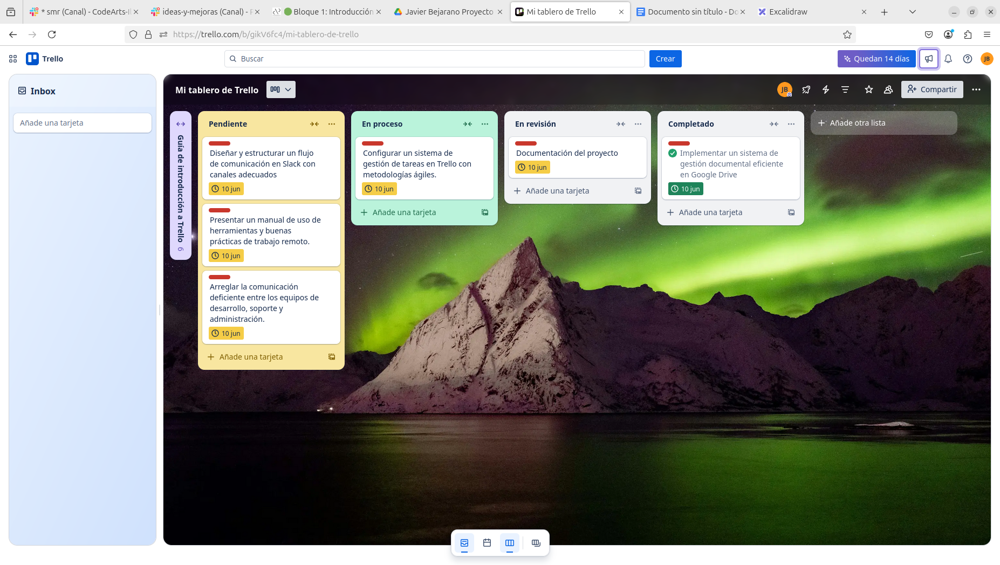 * smr (Canal) - CodeArts-
ideas-y-mejoras (Canal) -
Bloque 1: Introducción
Javier Bejarano Proyecto
Mi tablero de Trello
Documento sin título - Do
Excalidraw
https://trello.com/b/gikV6fc4/mi-tablero-de-trello
Trello
Buscar
Crear
Quedan 14 días
JB
Inbox
Añade una tarjeta
Mi tablero de Trello
JB
Compartir
Guía de introducción a Trello 6
Pendiente
Diseñar y estructurar un flujo
de comunicación en Slack con
canales adecuados
10 jun
Presentar un manual de uso de
herramientas y buenas
prácticas de trabajo remoto.
10 jun
Arreglar la comunicación
deficiente entre los equipos de
desarrollo, soporte y
administración.
10 jun
Añade una tarjeta
En proceso
Configurar un sistema de
gestión de tareas en Trello con
metodologías ágiles.
10 jun
Añade una tarjeta
En revisión
Documentación del proyecto
10 jun
Añade una tarjeta
Completado
Implementar un sistema de
gestión documental eficiente
en Google Drive
10 jun
Añade una tarjeta
Añade otra lista